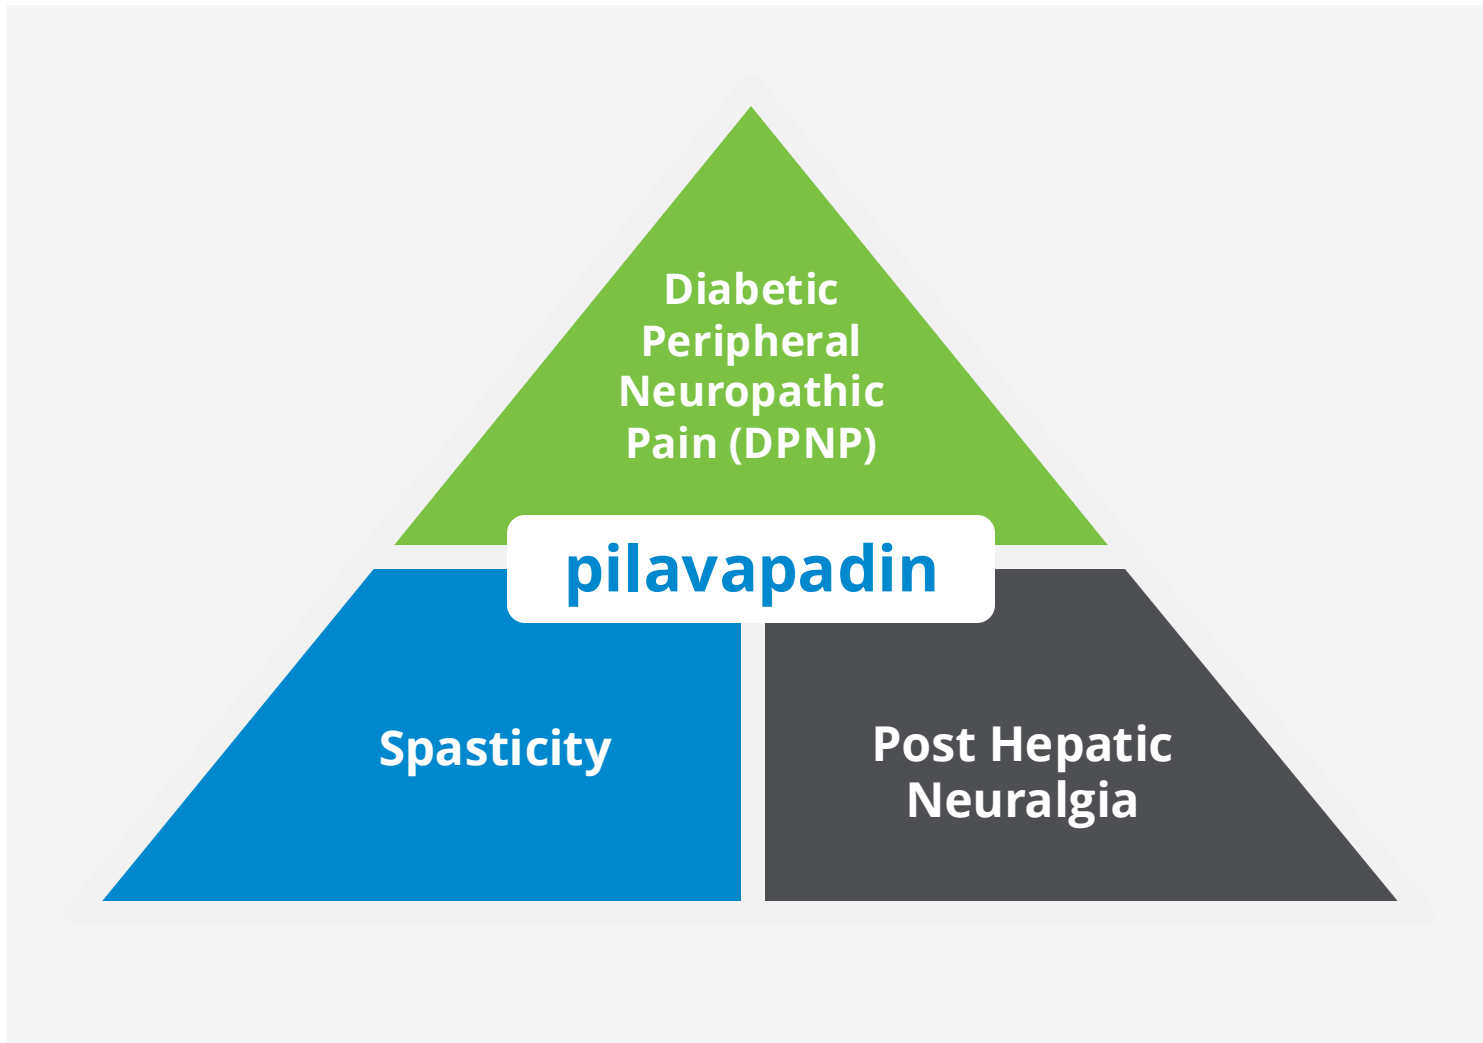 Diabetic
Peripheral
Neuropathic
Pain (DPNP)
pilavapadin
Spasticity
Post Hepatic
Neuralgia